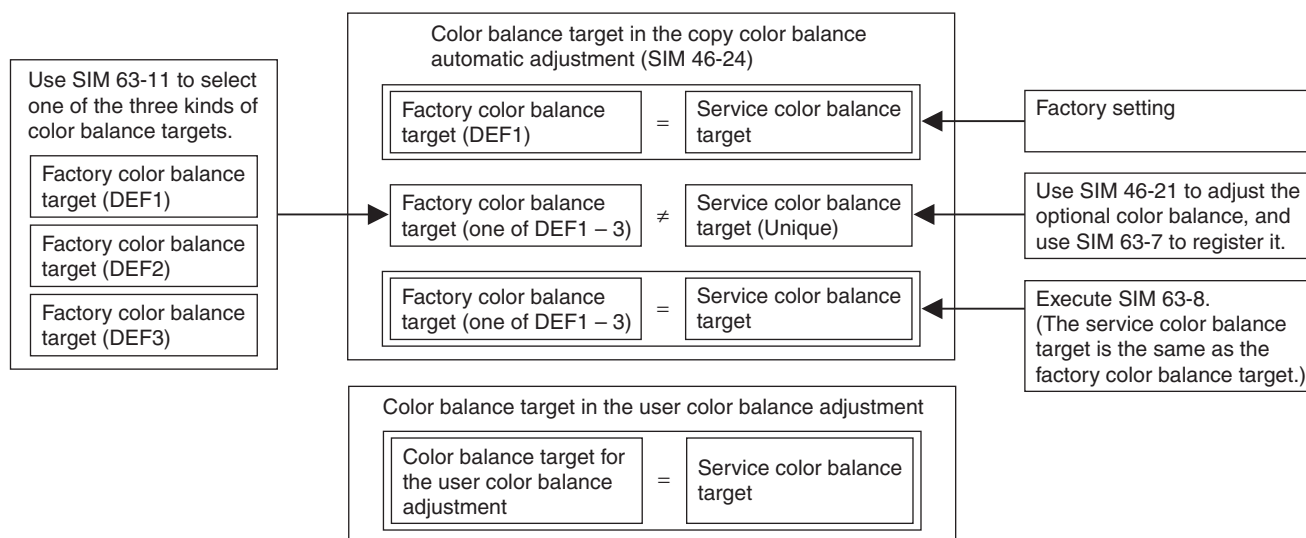 Use SIM 63-11 to select
one of the three kinds of
color balance targets.
Factory color balance
target (DEF1)
Factory color balance
target (DEF2)
Factory color balance
target (DEF3)
Color balance target in the copy color balance
automatic adjustment (SIM 46-24)
Factory color balance
target (DEF1)
=
Service color balance
target
Factory color balance
target (one of DEF1 – 3)
≠
Service color balance
target (Unique)
Factory color balance
target (one of DEF1 – 3)
=
Service color balance
target
Factory setting
Use SIM 46-21 to adjust the
optional color balance, and
use SIM 63-7 to register it.
Execute SIM 63-8.
(The service color balance
target is the same as the
factory color balance target.)
Color balance target in the user color balance adjustment
Color balance target for
the user color balance
adjustment
=
Service color balance
target